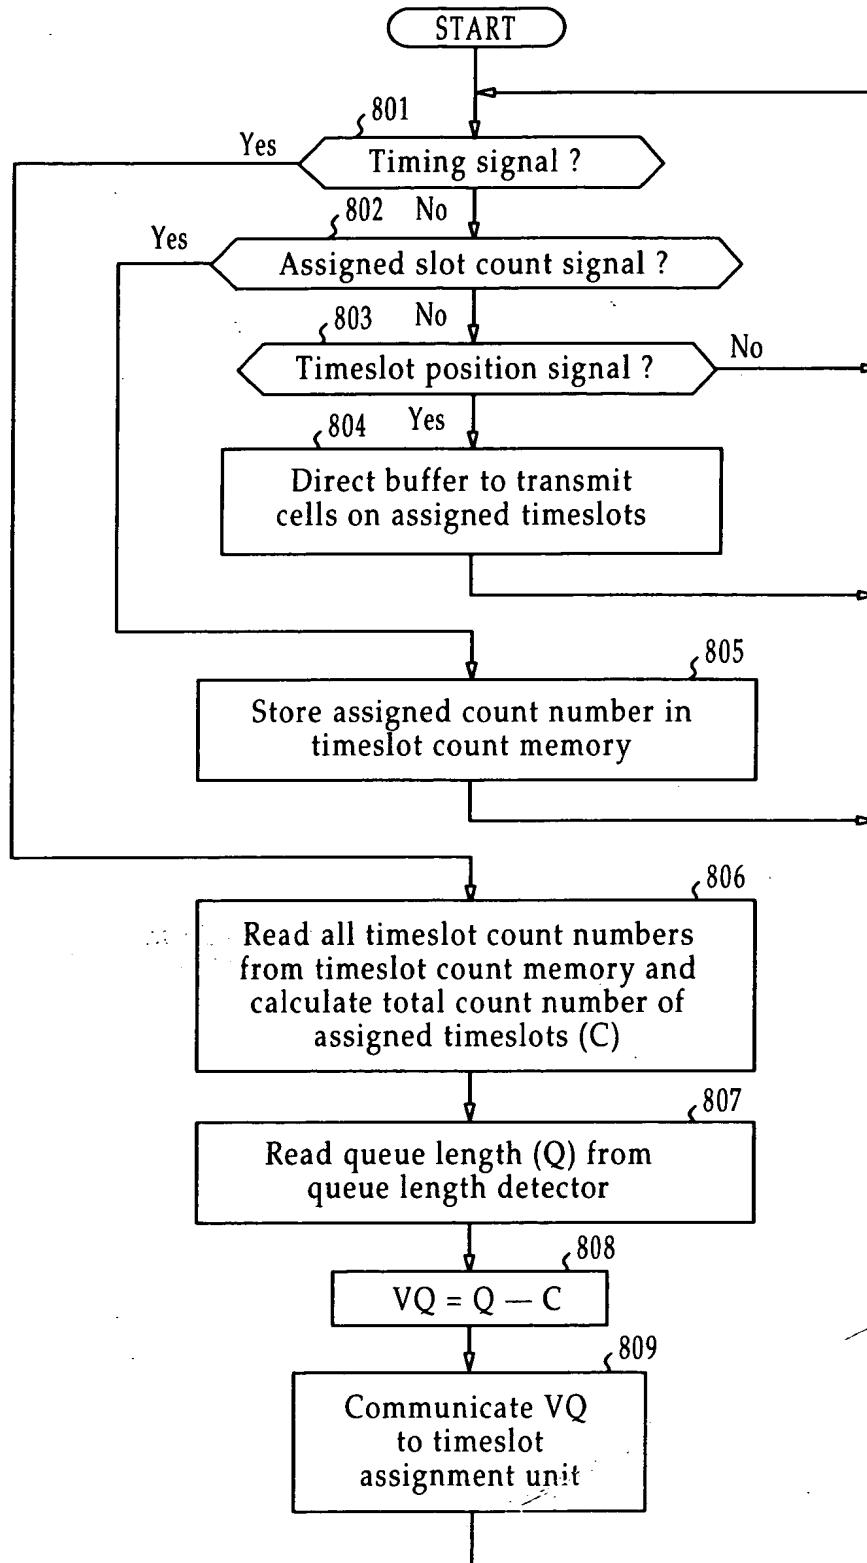 START
801
Yes
Timing signal ?
802
No
Yes
Assigned slot count signal ?
803
No
No
Timeslot position signal ?
804
Yes
Direct buffer to transmit
cells on assigned timeslots
805
Store assigned count number in
timeslot count memory
806
Read all timeslot count numbers
from timeslot count memory and
calculate total count number of
assigned timeslots (C)
807
Read queue length (Q) from
queue length detector
808
VQ = Q — C
809
Communicate VQ
to timeslot
assignment unit